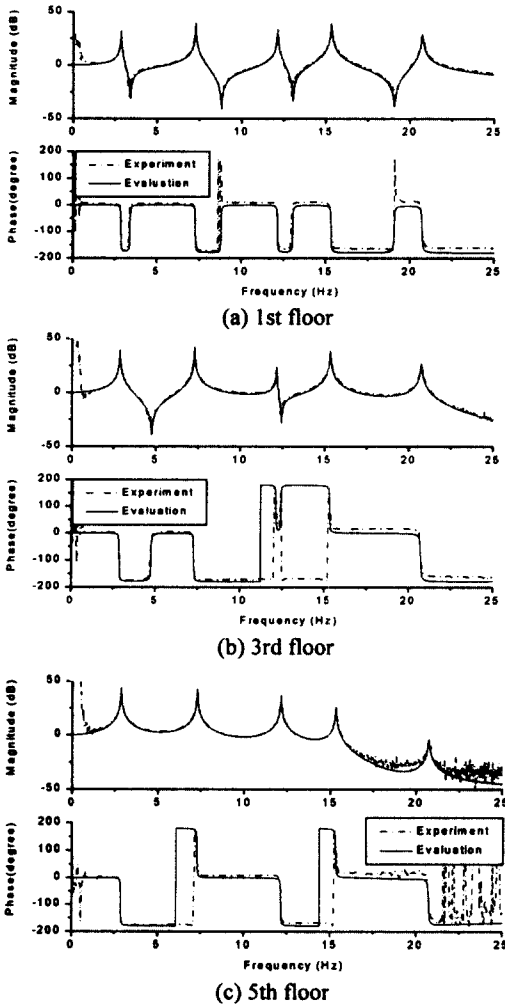 50
Magnitude (dB)
0
-50
0 5 10 15 20 25
200
Phase(degree)
100
Experiment
Evaluation
0
-100
-200
0 5 10 15 20 25
Frequency (Hz)
(a) 1st floor
50
Magnitude (dB)
0
-50
0 5 10 15 20 25
200
Phase(degree)
100
Experiment
Evaluation
0
-100
-200
0 5 10 15 20 25
Frequency (Hz)
(b) 3rd floor
50
Magnitude (dB)
0
-50
0 5 10 15 20 25
200
Phase(degree)
100
Experiment
Evaluation
0
-100
-200
0 5 10 15 20 25
Frequency (Hz)
(c) 5th floor